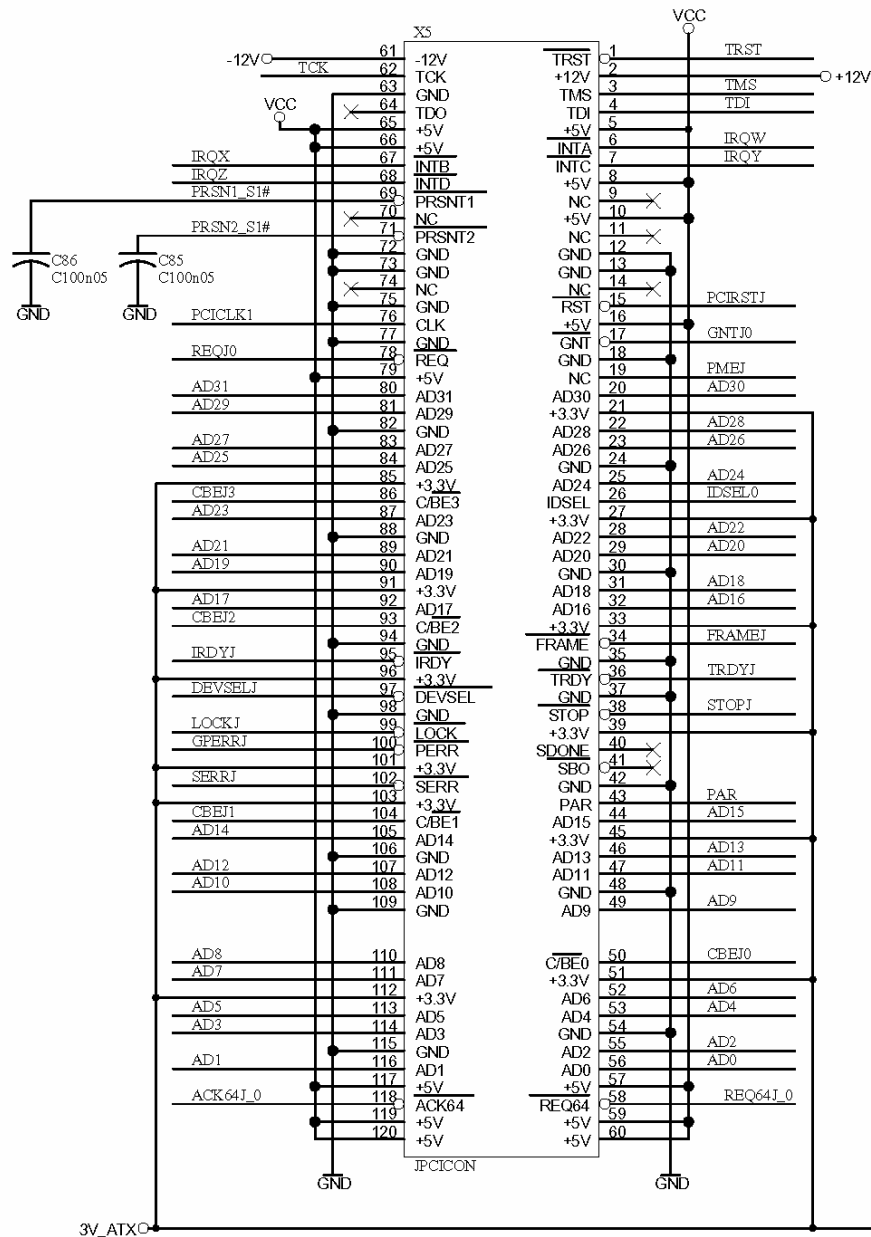 VCC
X5
-12V 61 -12V TRST 1 TRST
TCK 62 TCK +12V 2 +12V
63 GND TMS 3 TMS
VCC 64 TDO TDI 4 TDI
65 +5V +5V 5
66 +5V INTA 6 IRQW
IRQX 67 INTB INTC 7 IRQY
IRQZ 68 INTD +5V 8
PRSN1_S1# 69 PRSNT1 NC 9
70 NC +5V 10
PRSN2_S1# 71 PRSNT2 NC 11
72 GND GND 12
C86 C85 73 GND GND 13
C100n05 C100n05 74 NC NC 14
GND GND 75 GND RST 15 PCIRSTJ
PCICLK1 76 CLK +5V 16
77 GND GNT 17 GNTJ0
REQJ0 78 REQ GND 18
79 +5V NC 19 PMEJ
AD31 80 AD31 AD30 20 AD30
AD29 81 AD29 +3.3V 21
82 GND AD28 22 AD28
AD27 83 AD27 AD26 23 AD26
AD25 84 AD25 GND 24
85 +3.3V AD24 25 AD24
CBEJ3 86 C/BE3 IDSEL 26 IDSEL0
AD23 87 AD23 +3.3V 27
88 GND AD22 28 AD22
AD21 89 AD21 AD20 29 AD20
AD19 90 AD19 GND 30
91 +3.3V AD18 31 AD18
AD17 92 AD17 AD16 32 AD16
CBEJ2 93 C/BE2 +3.3V 33
94 GND FRAME 34 FRAMEJ
IRDYJ 95 IRDY GND 35
96 +3.3V TRDY 36 TRDYJ
DEVSELJ 97 DEVSEL GND 37
98 GND STOP 38 STOPJ
LOCKJ 99 LOCK +3.3V 39
GPERRJ 100 PERR SDONE 40
101 +3.3V SBO 41
SERRJ 102 SERR GND 42
103 +3.3V PAR 43 PAR
CBEJ1 104 C/BE1 AD15 44 AD15
AD14 105 AD14 +3.3V 45
106 GND AD13 46 AD13
AD12 107 AD12 AD11 47 AD11
AD10 108 AD10 GND 48
109 GND AD9 49 AD9
AD8 110 AD8 C/BE0 50 CBEJ0
AD7 111 AD7 +3.3V 51
112 +3.3V AD6 52 AD6
AD5 113 AD5 AD4 53 AD4
AD3 114 AD3 GND 54
115 GND AD2 55 AD2
AD1 116 AD1 AD0 56 AD0
117 +5V +5V 57
ACK64J_0 118 ACK64 REQ64 58 REQ64J_0
119 +5V +5V 59
120 +5V +5V 60
JPCICON
GND GND
3V_ATX